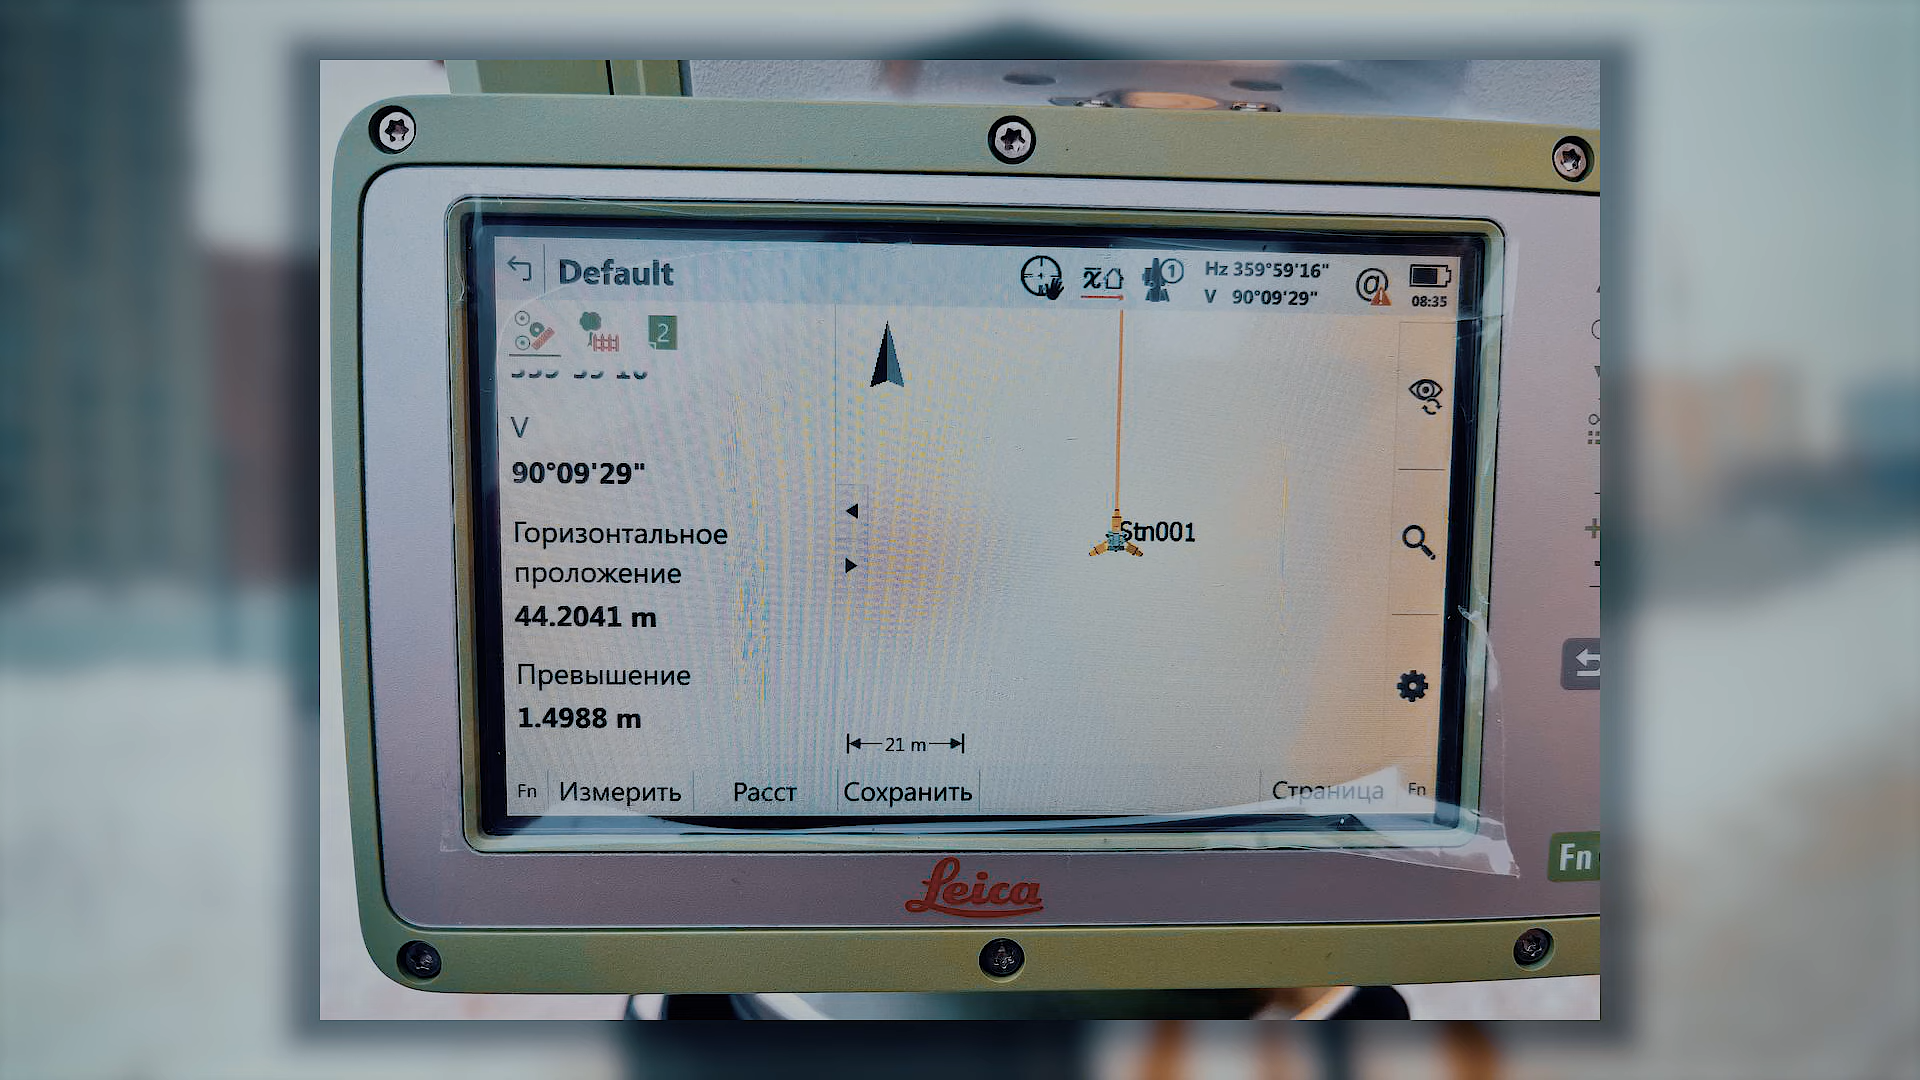 Default
1
Hz 359°59'16"
V 90°09'29"
08:35
2
V
90°09'29"
Горизонтальное
проложение
44.2041 m
Превышение
1.4988 m
Stn001
21 m
Fn Измерить Расст Сохранить Страница Fn
Fn
Leica